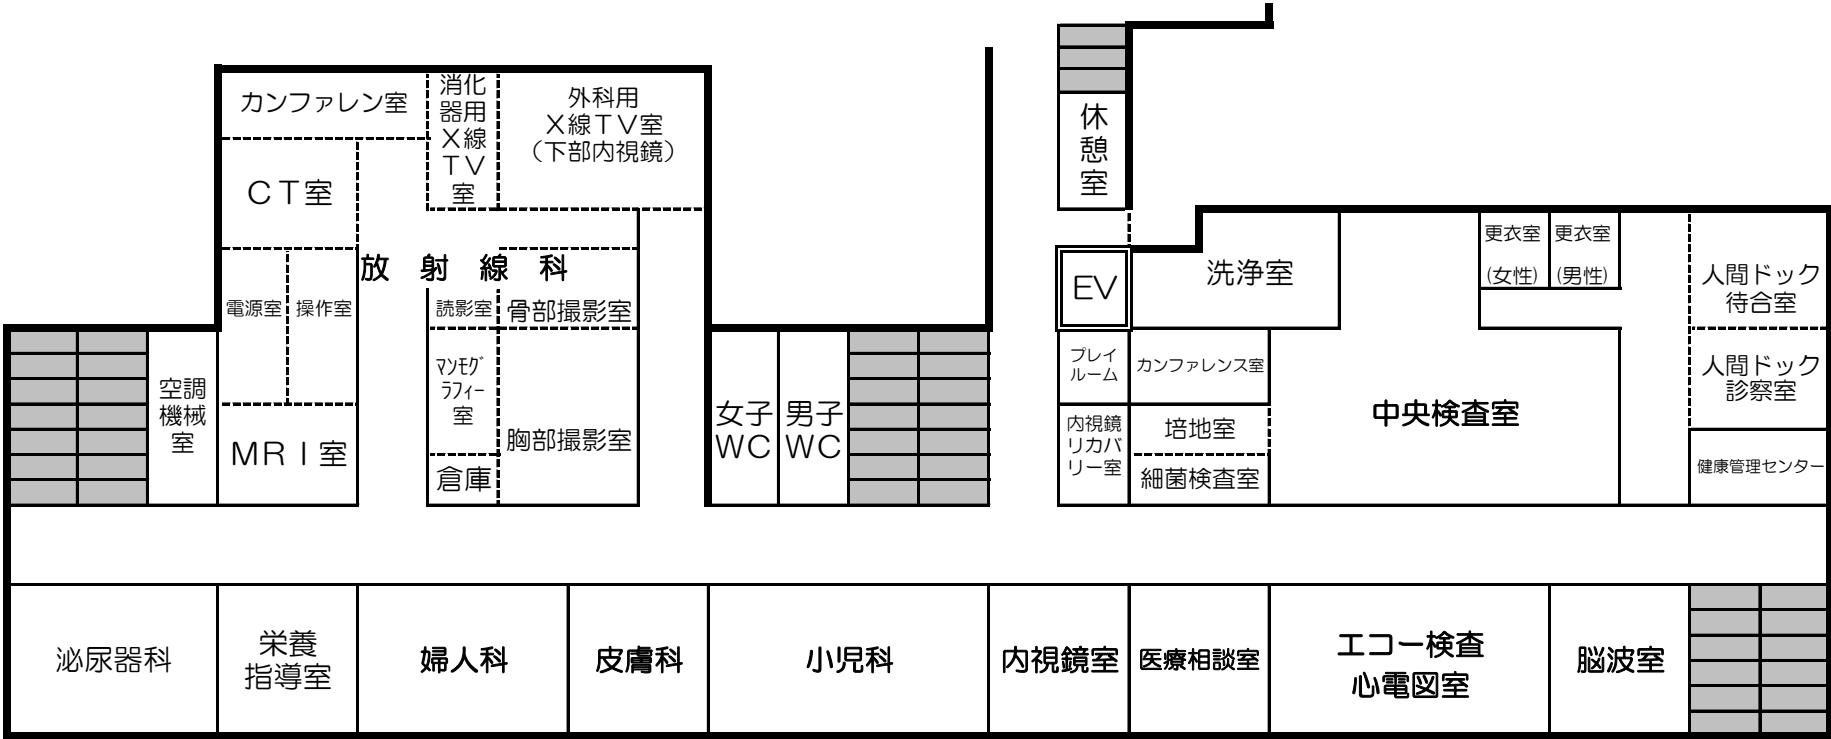 カンファレン室
消化
器用
X線
TV
室
外科用
X線TV室
（下部内視鏡）
休
憩
室
CT室
放　射　線　科
電源室
操作室
読影室
骨部撮影室
空調
機械
室
MRI室
ﾏﾝﾓｸﾞ
ﾗﾌｨｰ
室
倉庫
胸部撮影室
女子
WC
男子
WC
EV
洗浄室
更衣室
(女性)
更衣室
(男性)
人間ドック
待合室
プレイ
ルーム
カンファレンス室
人間ドック
診察室
内視鏡
リカバ
リー室
培地室
細菌検査室
中央検査室
健康管理センター
泌尿器科
栄養
指導室
婦人科
皮膚科
小児科
内視鏡室
医療相談室
エコー検査
心電図室
脳波室